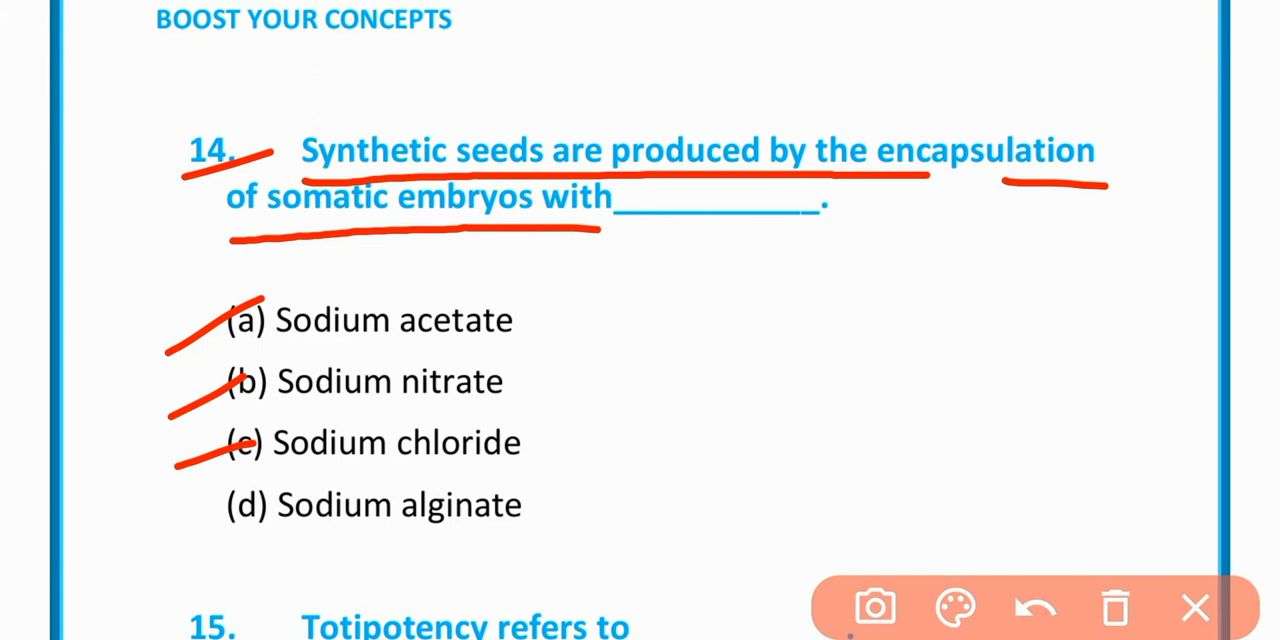 BOOST YOUR CONCEPTS
14. Synthetic seeds are produced by the encapsulation
of somatic embryos with___________.
(a) Sodium acetate
(b) Sodium nitrate
(c) Sodium chloride
(d) Sodium alginate
15. Totipotency refers to